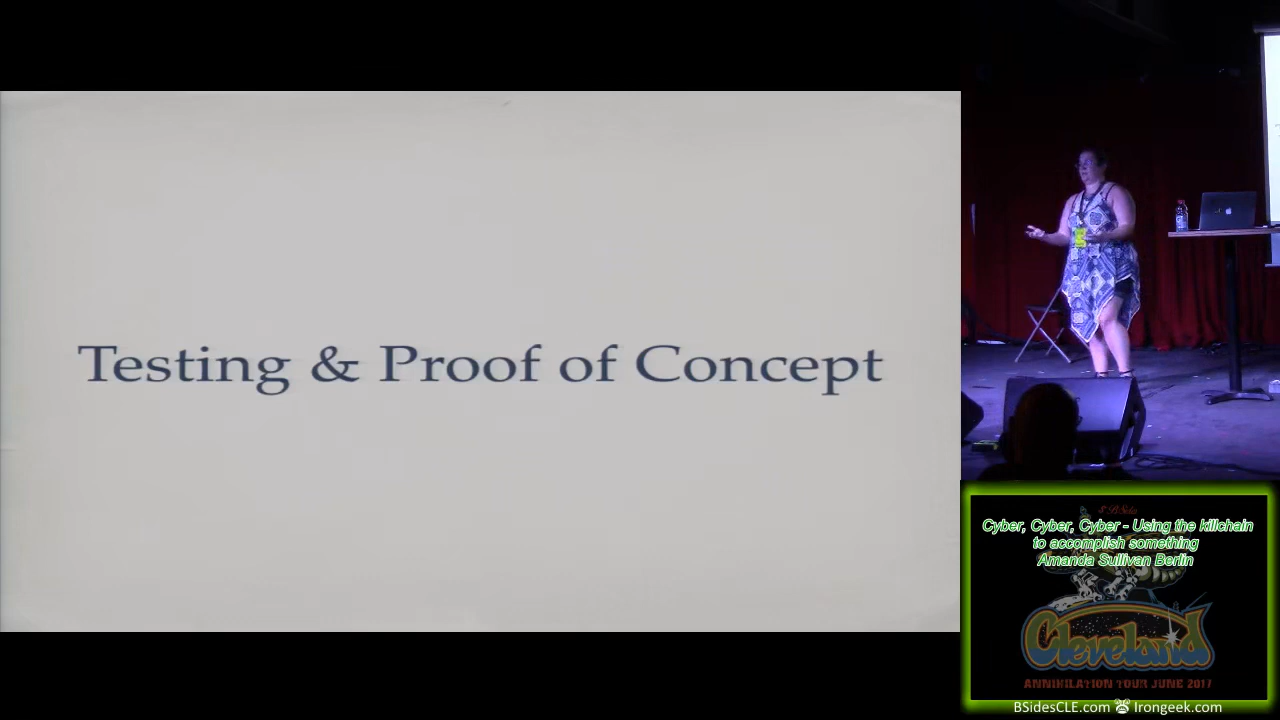 Testing & Proof of Concept
Cyber, Cyber, Cyber - Using the killchain
to accomplish something
Amanda Sullivan Berlin
Cleveland
ANNIHILATION TOUR JUNE 2017
BSidesCLE.com Irongeek.com